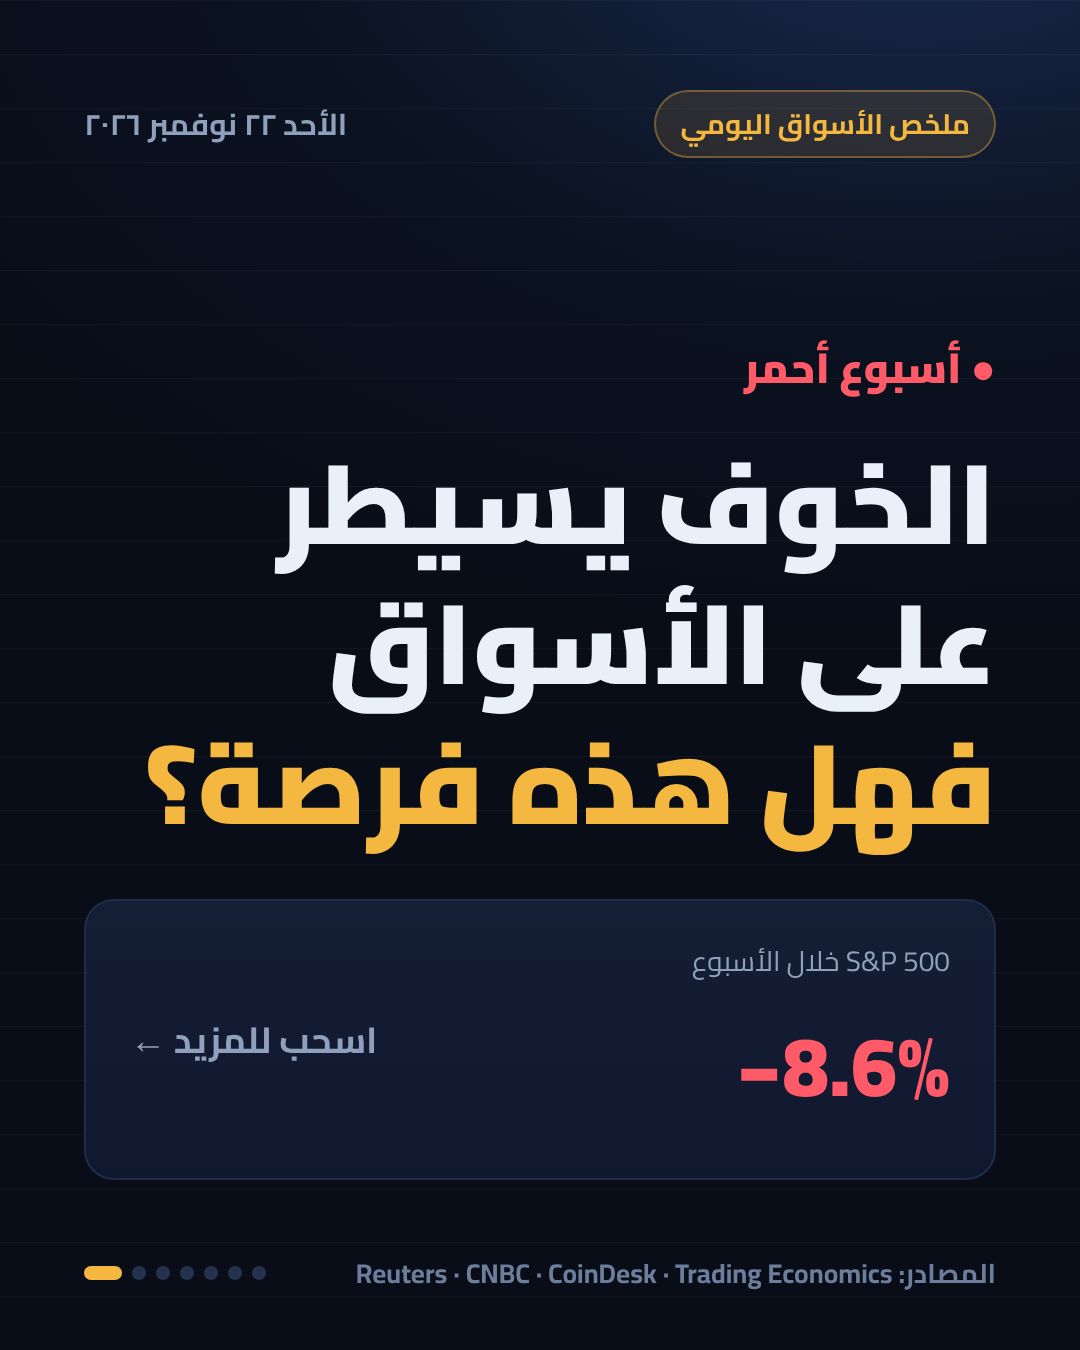 ملخص الأسواق اليومي
الأحد ٢٢ نوفمبر ٢٠٢٦
• أسبوع أحمر
الخوف يسيطر
على الأسواق
فهل هذه فرصة؟
S&P 500 خلال الأسبوع
−8.6%
اسحب للمزيد ←
المصادر: Reuters · CNBC · CoinDesk · Trading Economics